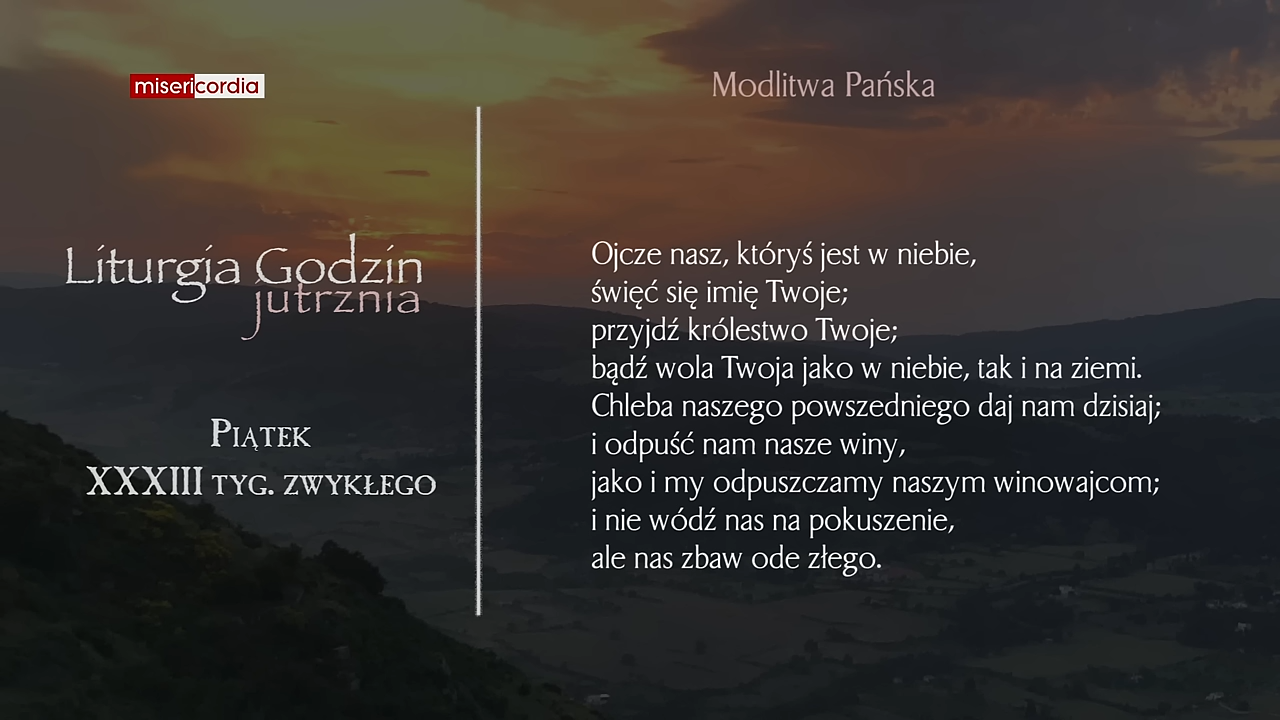 misericordia
Liturgia Godzin
jutrznia
Piątek
XXXIII tyg. zwykłego
Modlitwa Pańska
Ojcze nasz, któryś jest w niebie,
święć się imię Twoje;
przyjdź królestwo Twoje;
bądź wola Twoja jako w niebie, tak i na ziemi.
Chleba naszego powszedniego daj nam dzisiaj;
i odpuść nam nasze winy,
jako i my odpuszczamy naszym winowajcom;
i nie wódź nas na pokuszenie,
ale nas zbaw ode złego.